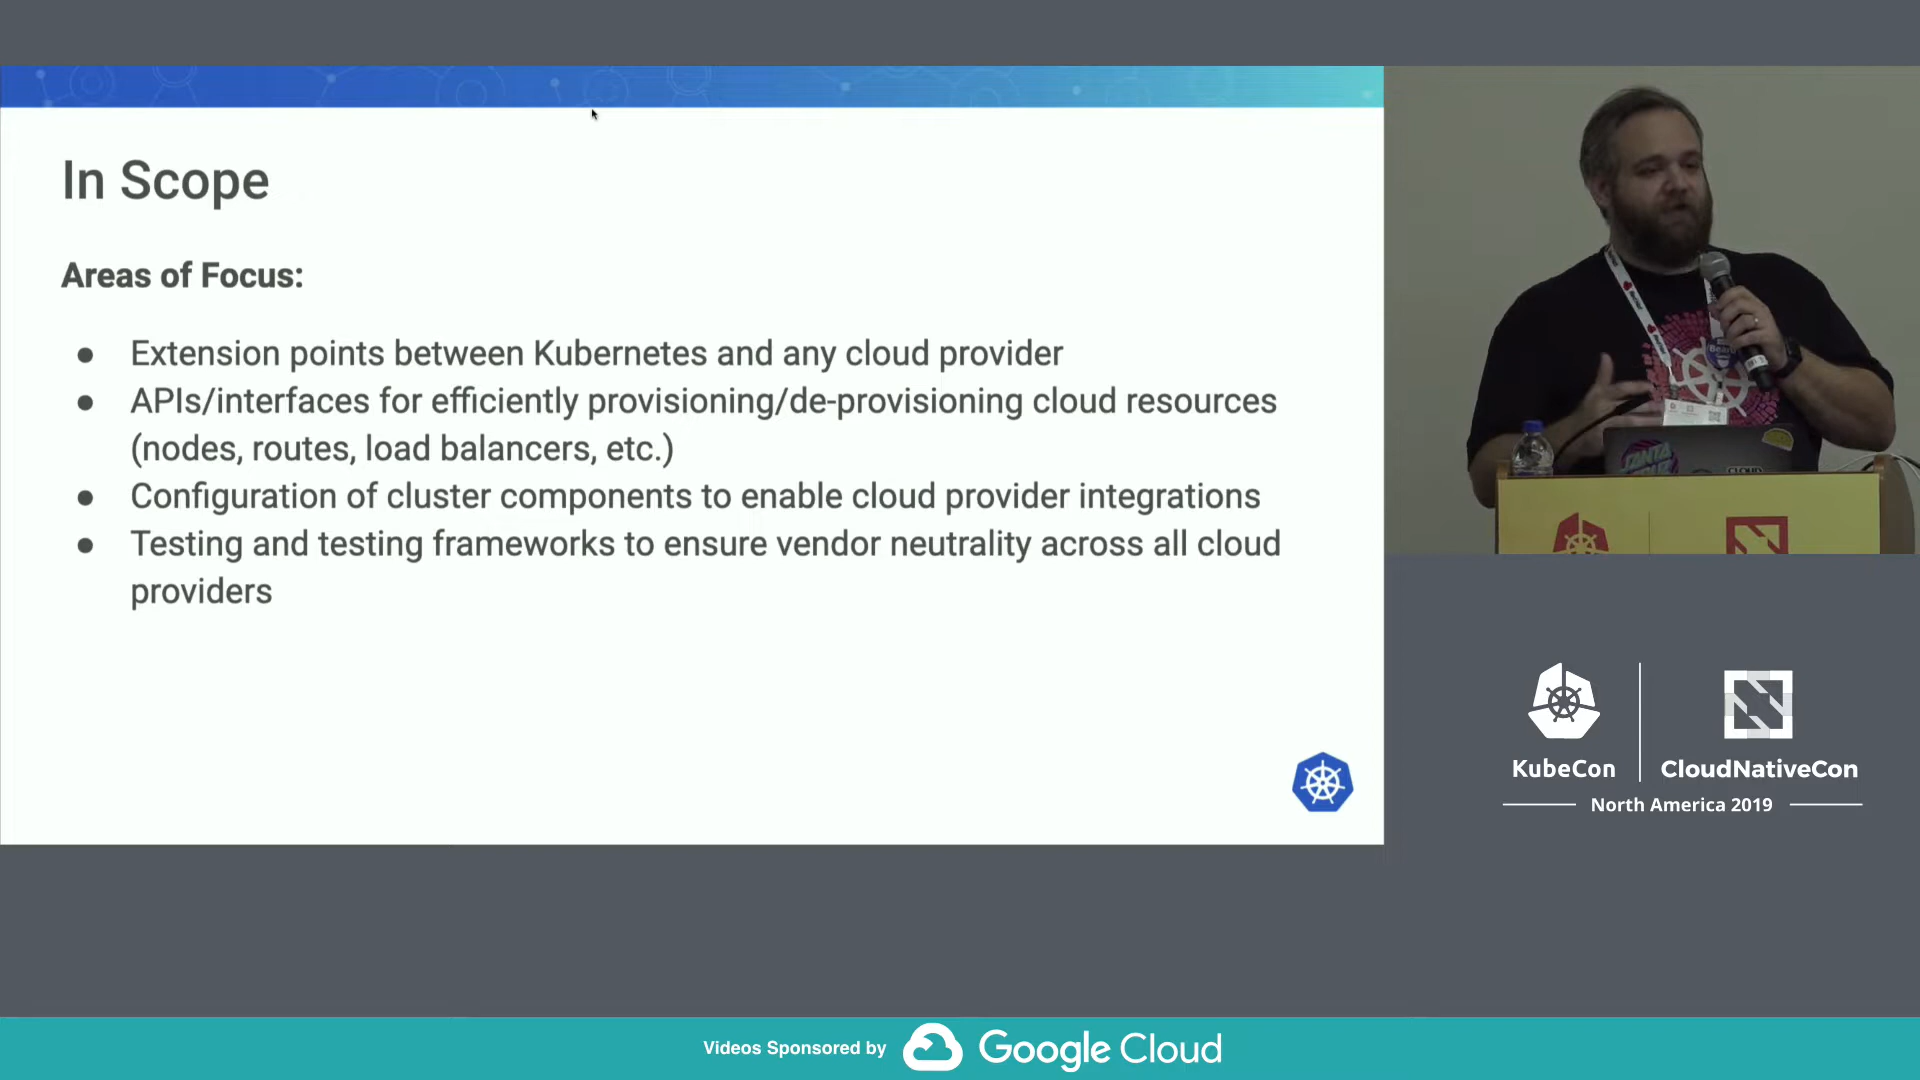 In Scope
Areas of Focus:
● Extension points between Kubernetes and any cloud provider
● APIs/interfaces for efficiently provisioning/de-provisioning cloud resources
(nodes, routes, load balancers, etc.)
● Configuration of cluster components to enable cloud provider integrations
● Testing and testing frameworks to ensure vendor neutrality across all cloud
providers
SANTA
CLOUD
KubeCon
CloudNativeCon
North America 2019
Videos Sponsored by
Google Cloud